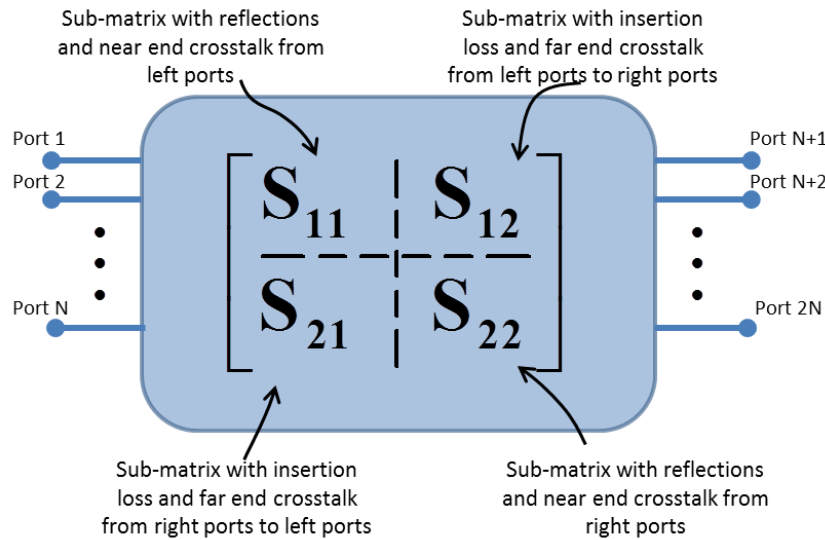 Sub-matrix with reflections
and near end crosstalk from
left ports
Sub-matrix with insertion
loss and far end crosstalk
from left ports to right ports
Port 1
Port 2
Port N
S11 S12
S21 S22
Port N+1
Port N+2
Port 2N
Sub-matrix with insertion
loss and far end crosstalk
from right ports to left ports
Sub-matrix with reflections
and near end crosstalk from
right ports